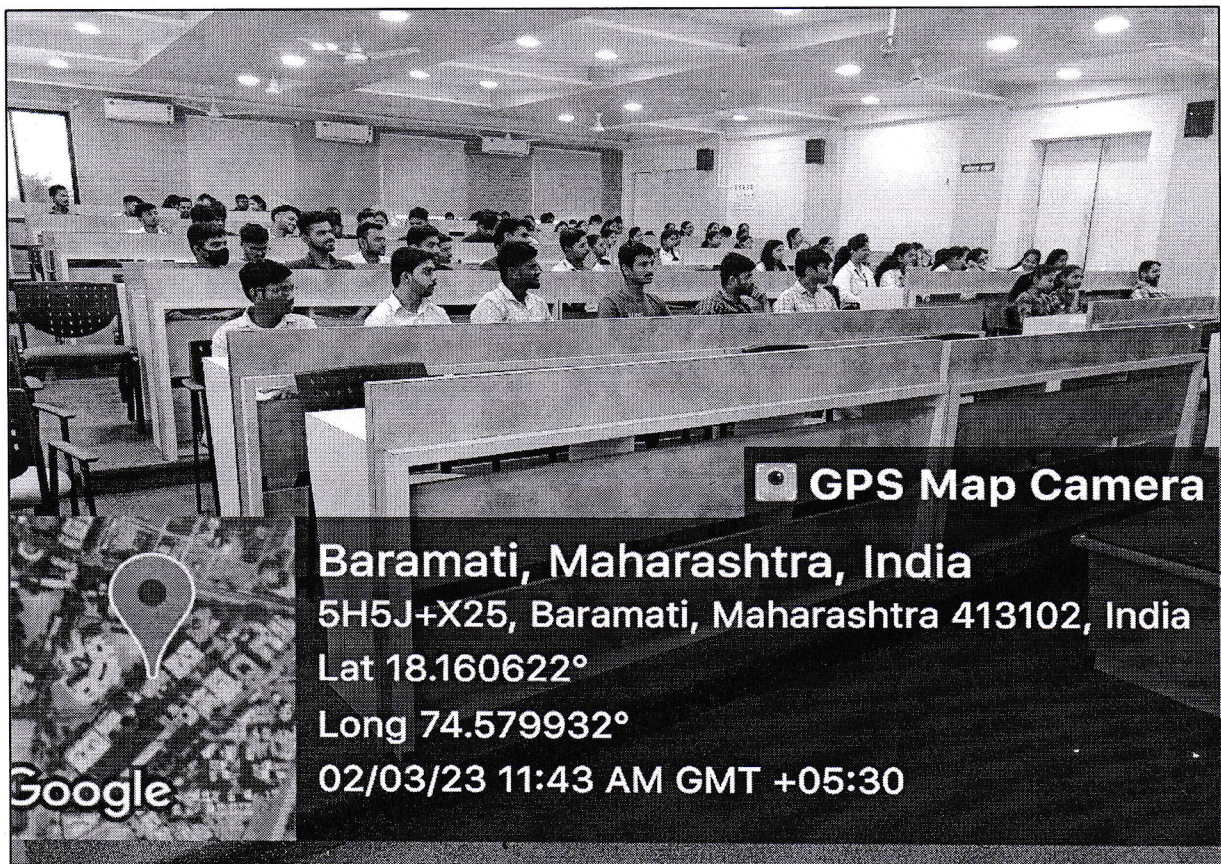 GPS Map Camera
Baramati, Maharashtra, India
5H5J+X25, Baramati, Maharashtra 413102, India
Lat 18.160622°
Long 74.579932°
02/03/23 11:43 AM GMT +05:30
Google